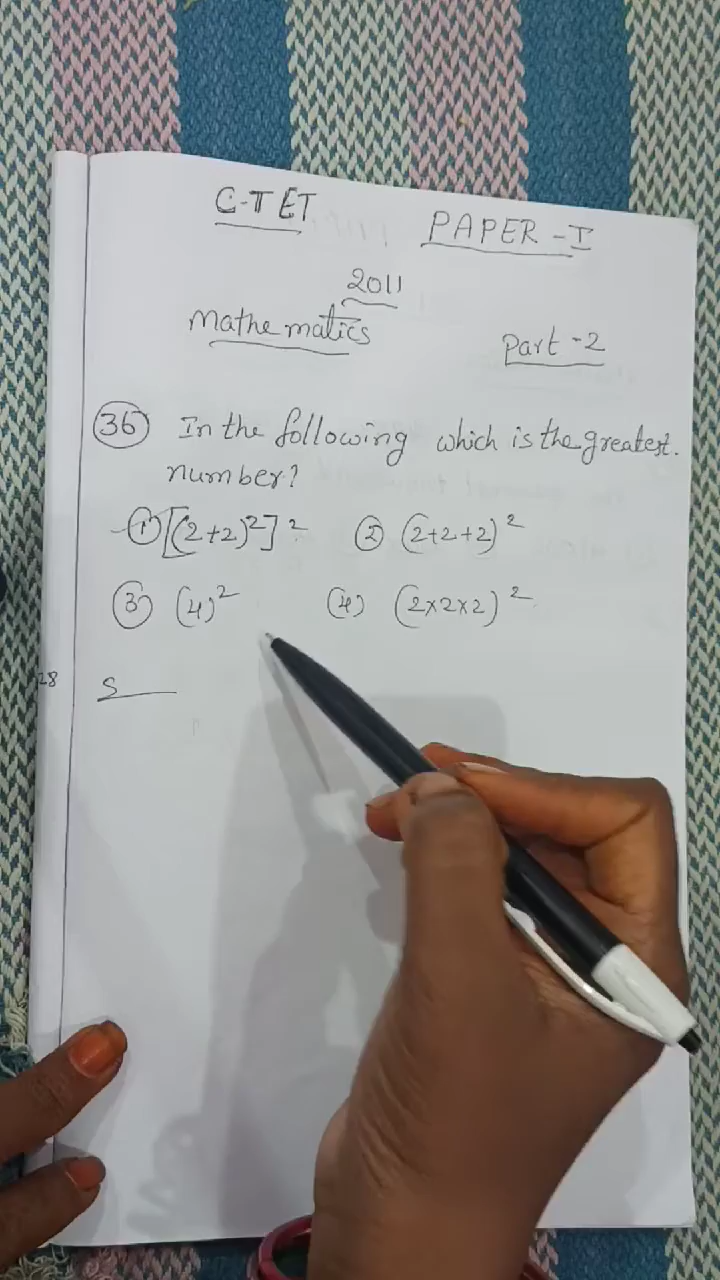 C-TET PAPER-I
2011
Mathematics Part-2
36 In the following which is the greatest.
number?
① [(2+2)²]² ② (2+2+2)²
③ (4)² (4) (2×2×2)²
28 S